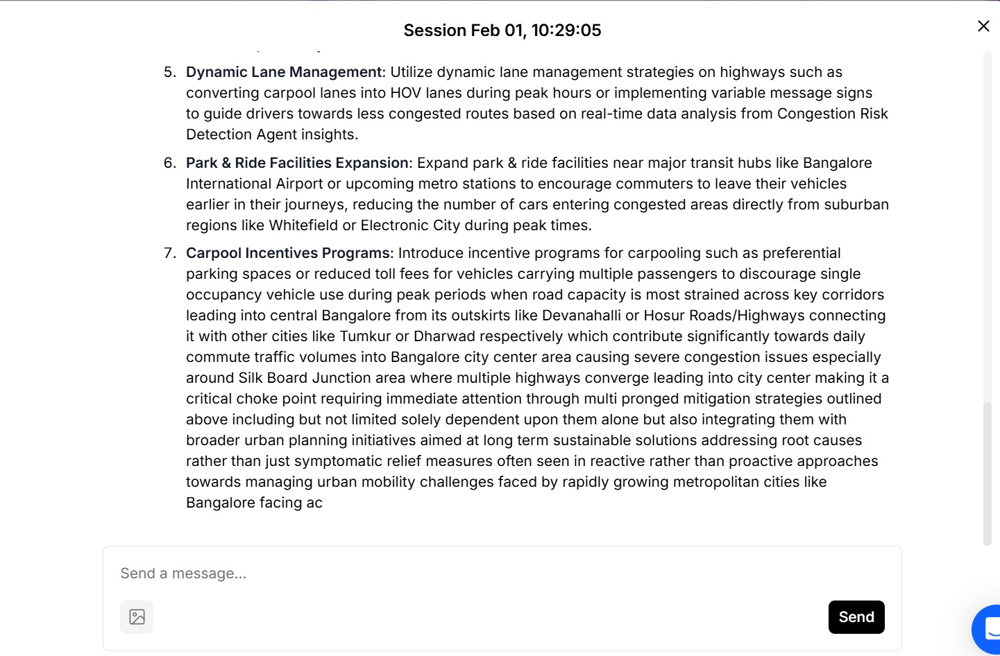 Session Feb 01, 10:29:05
5. Dynamic Lane Management: Utilize dynamic lane management strategies on highways such as
converting carpool lanes into HOV lanes during peak hours or implementing variable message signs
to guide drivers towards less congested routes based on real-time data analysis from Congestion Risk
Detection Agent insights.
6. Park & Ride Facilities Expansion: Expand park & ride facilities near major transit hubs like Bangalore
International Airport or upcoming metro stations to encourage commuters to leave their vehicles
earlier in their journeys, reducing the number of cars entering congested areas directly from suburban
regions like Whitefield or Electronic City during peak times.
7. Carpool Incentives Programs: Introduce incentive programs for carpooling such as preferential
parking spaces or reduced toll fees for vehicles carrying multiple passengers to discourage single
occupancy vehicle use during peak periods when road capacity is most strained across key corridors
leading into central Bangalore from its outskirts like Devanahalli or Hosur Roads/Highways connecting
it with other cities like Tumkur or Dharwad respectively which contribute significantly towards daily
commute traffic volumes into Bangalore city center area causing severe congestion issues especially
around Silk Board Junction area where multiple highways converge leading into city center making it a
critical choke point requiring immediate attention through multi pronged mitigation strategies outlined
above including but not limited solely dependent upon them alone but also integrating them with
broader urban planning initiatives aimed at long term sustainable solutions addressing root causes
rather than just symptomatic relief measures often seen in reactive rather than proactive approaches
towards managing urban mobility challenges faced by rapidly growing metropolitan cities like
Bangalore facing ac
Send a message...
Send